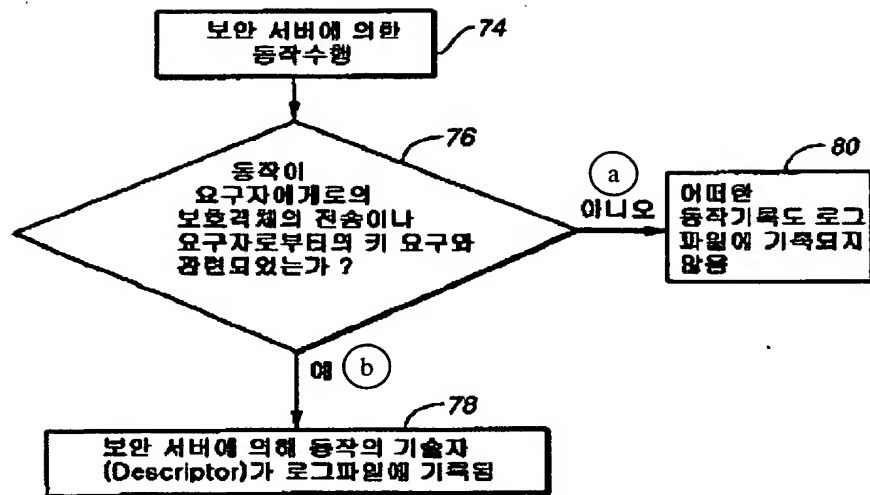 보안 서버에 의한
동작수행
74
76
동작이
요구자에게로의
보호객체의 전송이나
요구자로부터의 키 요구와
관련되었는가 ?
a
아니오
80
어떠한
동작기록도 로그
파일에 기록되지
않음
예
b
78
보안 서버에 의해 동작의 기술자
(Descriptor)가 로그파일에 기록됨